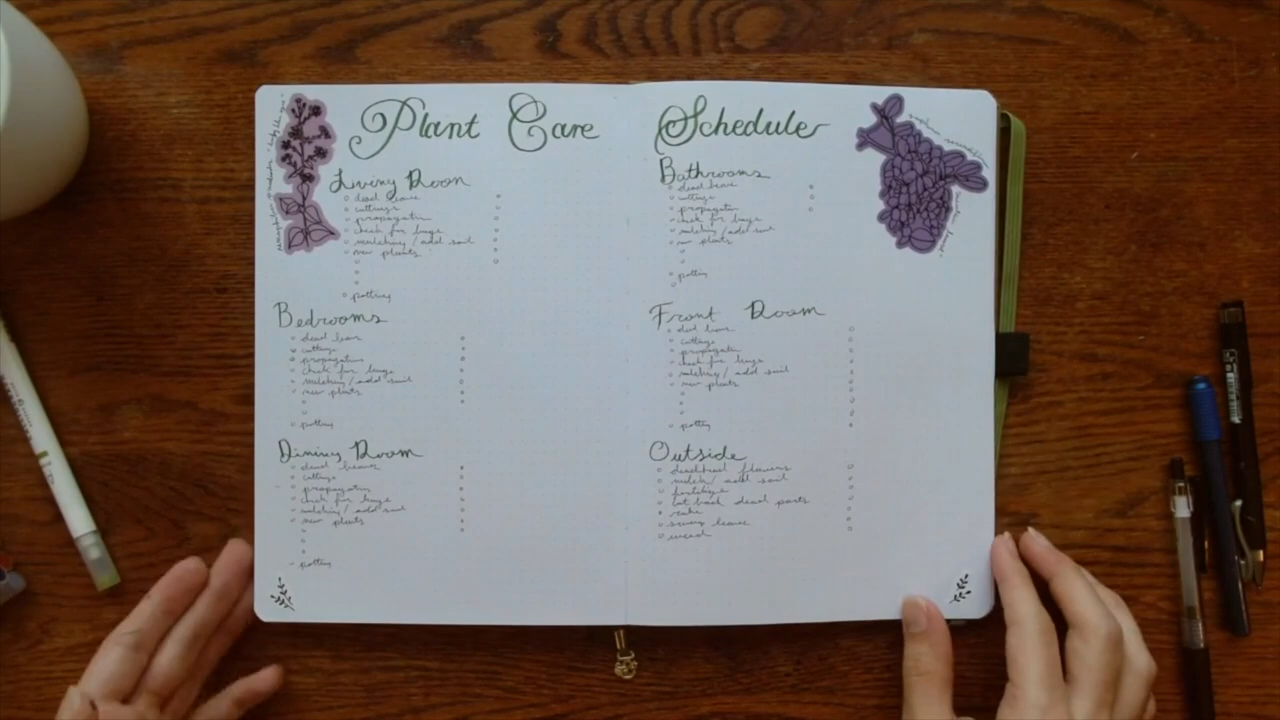 Plant Care Schedule
Living Room
dead leave
cuttings
propagation
check for bugs
mulching / add soil
new plants
potting
Bedrooms
dead leave
cuttings
propagation
check for bugs
mulching / add soil
new plants
potting
Dining Room
dead leaves
cuttings
propagation
check for bugs
mulching / add soil
new plants
potting
Bathrooms
dead leave
cuttings
propagation
check for bugs
mulching / add soil
new plants
potting
Front Room
dead leave
cuttings
propagation
check for bugs
mulching / add soil
new plants
potting
Outside
deadhead flowers
mulch / add soil
fertilize
cut back dead parts
rake
sweep leaves
weed